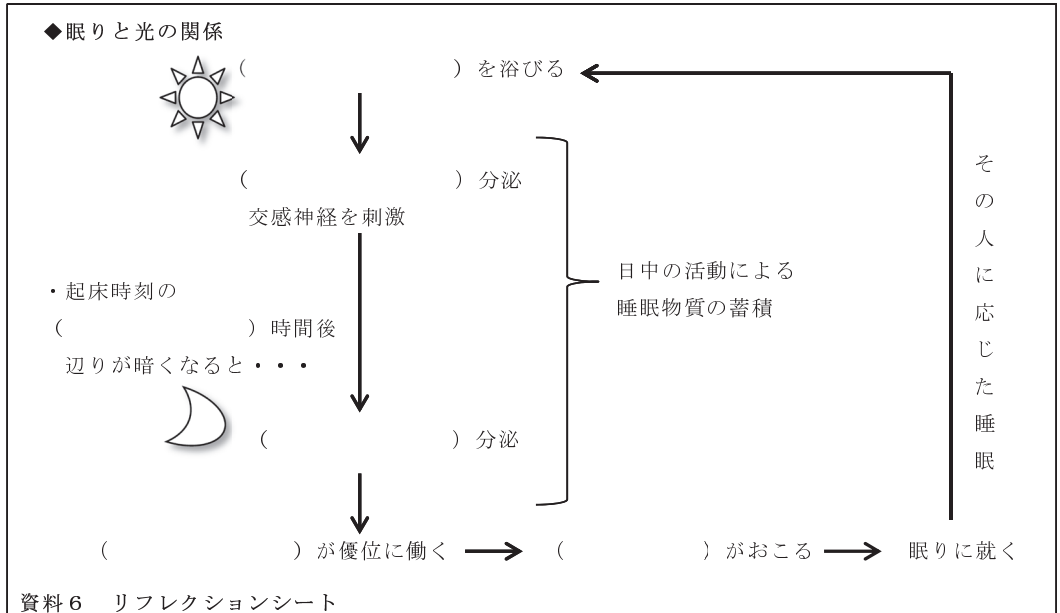 ◆眠りと光の関係
（　　　　　　　　　）を浴びる
（　　　　　　　　　）分泌
交感神経を刺激
・起床時刻の
（　　　　　　　　　）時間後
辺りが暗くなると・・・
日中の活動による
睡眠物質の蓄積
（　　　　　　　　　）分泌
（　　　　　　　　　）が優位に働く
（　　　　　　　）がおこる
眠りに就く
その人に応じた睡眠
資料６　リフレクションシート